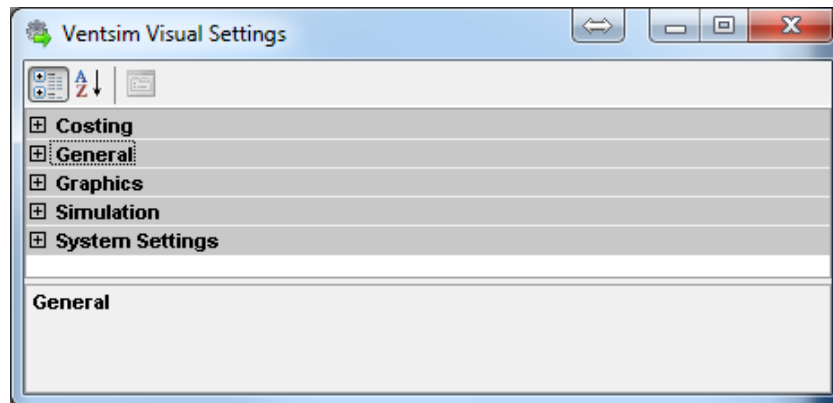 Ventsim Visual Settings
A
Z
Costing
General
Graphics
Simulation
System Settings
General